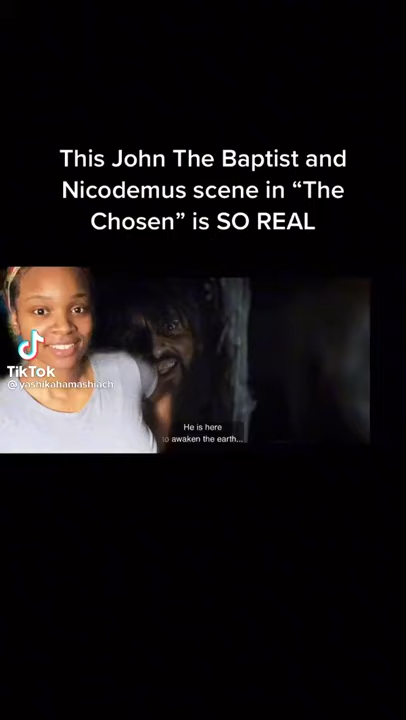 This John The Baptist and
Nicodemus scene in “The
Chosen” is SO REAL
TikTok
He is here
to awaken the earth...